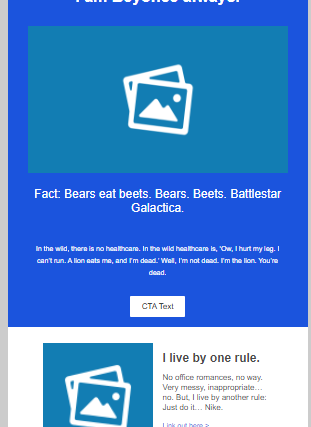 I am Beyoncé always.
Fact: Bears eat beets. Bears. Beets. Battlestar
Galactica.
In the wild, there is no healthcare. In the wild healthcare is, 'Ow, I hurt my leg. I
can't run. A lion eats me, and I'm dead.' Well, I'm not dead. I'm the lion. You're
dead.
CTA Text
I live by one rule.
No office romances, no way.
Very messy, inappropriate…
no. But, I live by another rule:
Just do it… Nike.
Link out here >